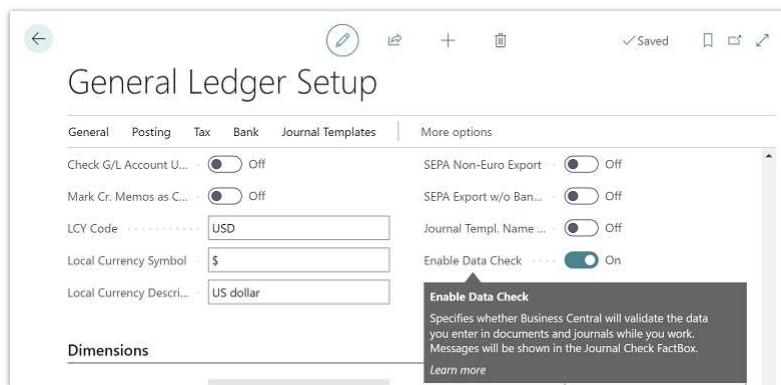 Saved
General Ledger Setup
General Posting Tax Bank Journal Templates More options
Check G/L Account U... Off SEPA Non-Euro Export Off
Mark Cr. Memos as C... Off SEPA Export w/o Ban... Off
LCY Code USD Journal Templ. Name ... Off
Local Currency Symbol $ Enable Data Check On
Local Currency Descri... US dollar
Enable Data Check
Specifies whether Business Central will validate the data
you enter in documents and journals while you work.
Messages will be shown in the Journal Check FactBox.
Learn more
Dimensions